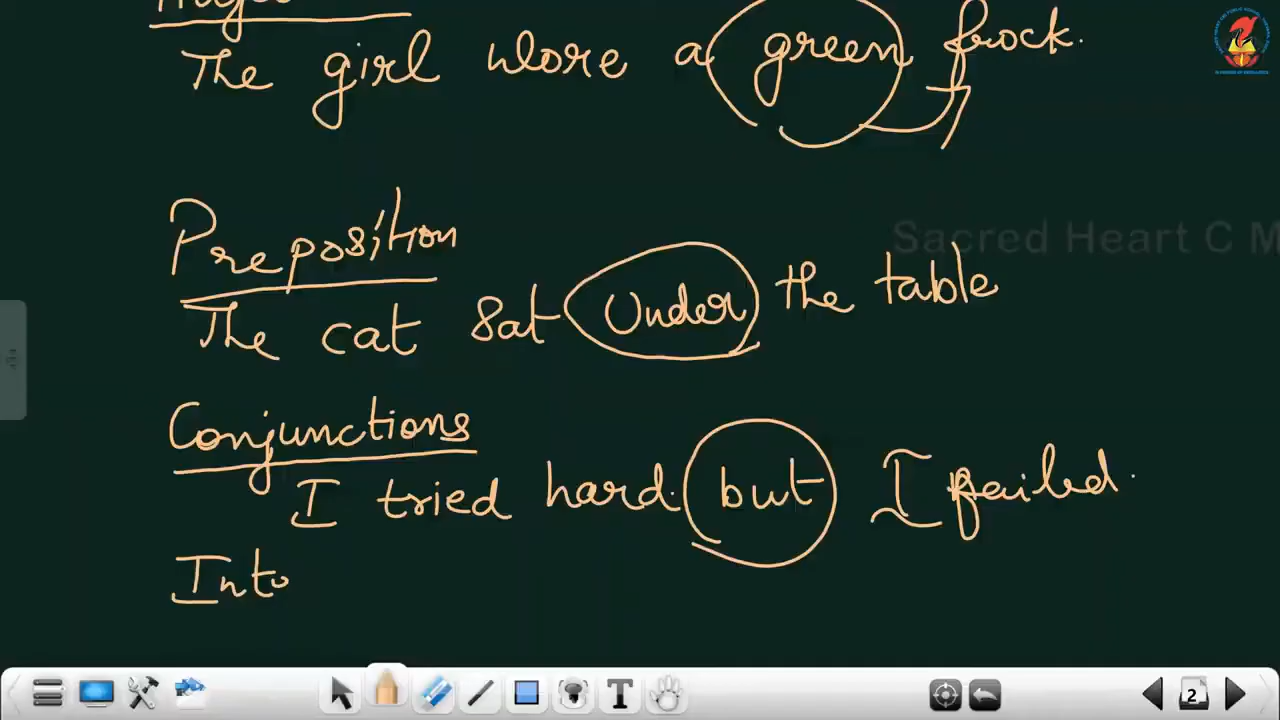 The girl wore a green frock.
Preposition
Sacred Heart C M
The cat sat under the table
Conjunctions
I tried hard. but I failed.
Into
2